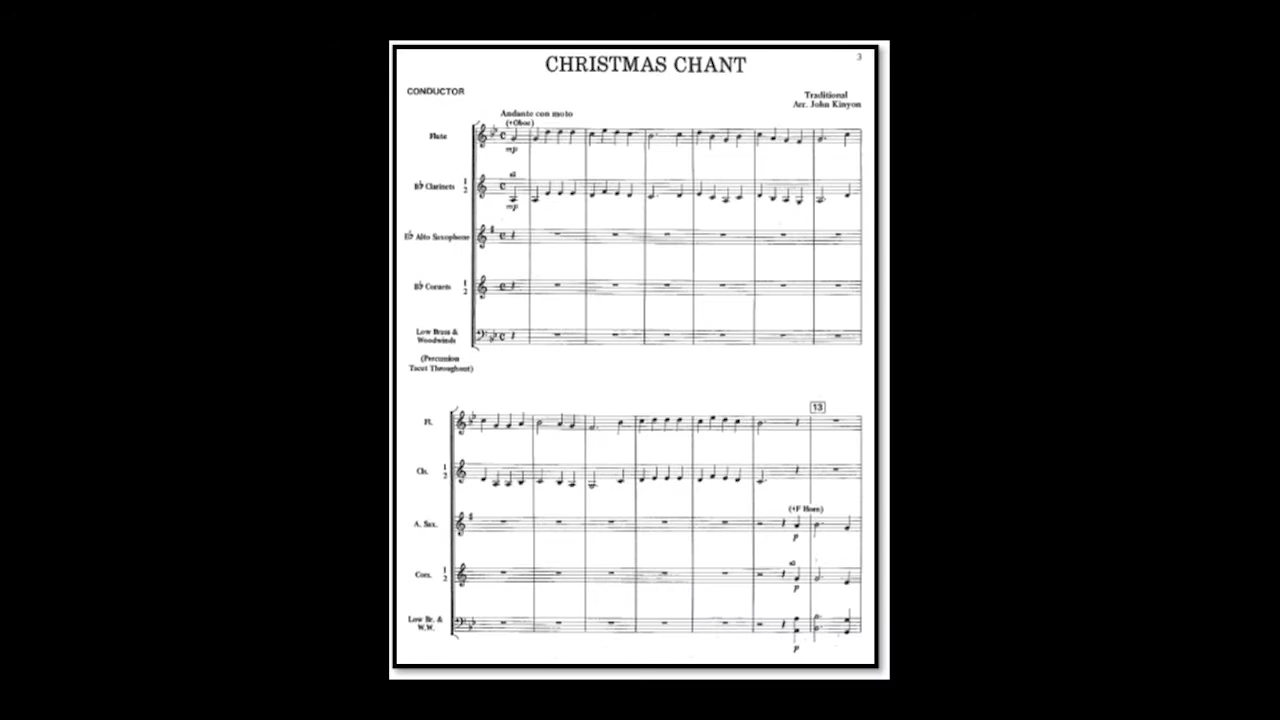 3
CHRISTMAS CHANT
CONDUCTOR
Traditional
Arr. John Kinyon
Andante con moto
(+Oboe)
Flute
mp
a2
B♭ Clarinets 1
2
mp
E♭ Alto Saxophone
B♭ Cornets 1
2
Low Brass &
Woodwinds
(Percussion
Tacet Throughout)
13
Fl.
Cls. 1
2
(+F Horn)
A. Sax.
p
a2
Cors. 1
2
p
Low Br. &
W.W.
p